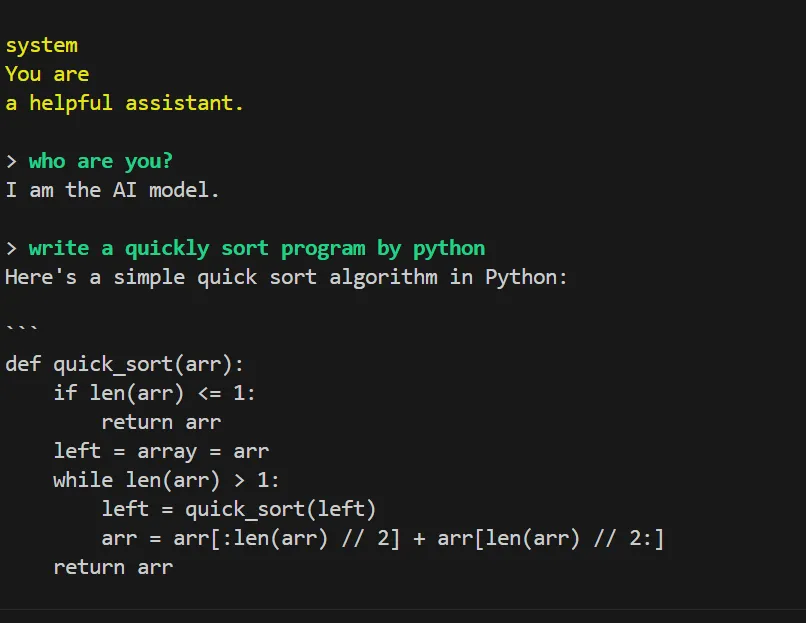 system
You are
a helpful assistant.
> who are you?
I am the AI model.
> write a quickly sort program by python
Here's a simple quick sort algorithm in Python:
```
def quick_sort(arr):
    if len(arr) <= 1:
        return arr
    left = array = arr
    while len(arr) > 1:
        left = quick_sort(left)
        arr = arr[:len(arr) // 2] + arr[len(arr) // 2:]
    return arr